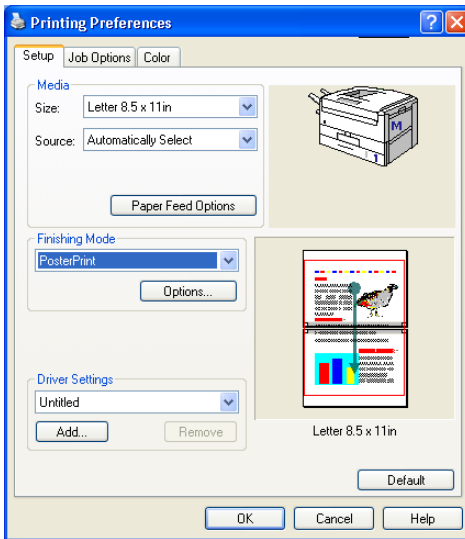 Printing Preferences
Setup Job Options Color
Media
Size: Letter 8.5 x 11in
Source: Automatically Select
Paper Feed Options
M
1
Finishing Mode
PosterPrint
Options...
Driver Settings
Untitled
Add... Remove
Letter 8.5 x 11in
Default
OK Cancel Help